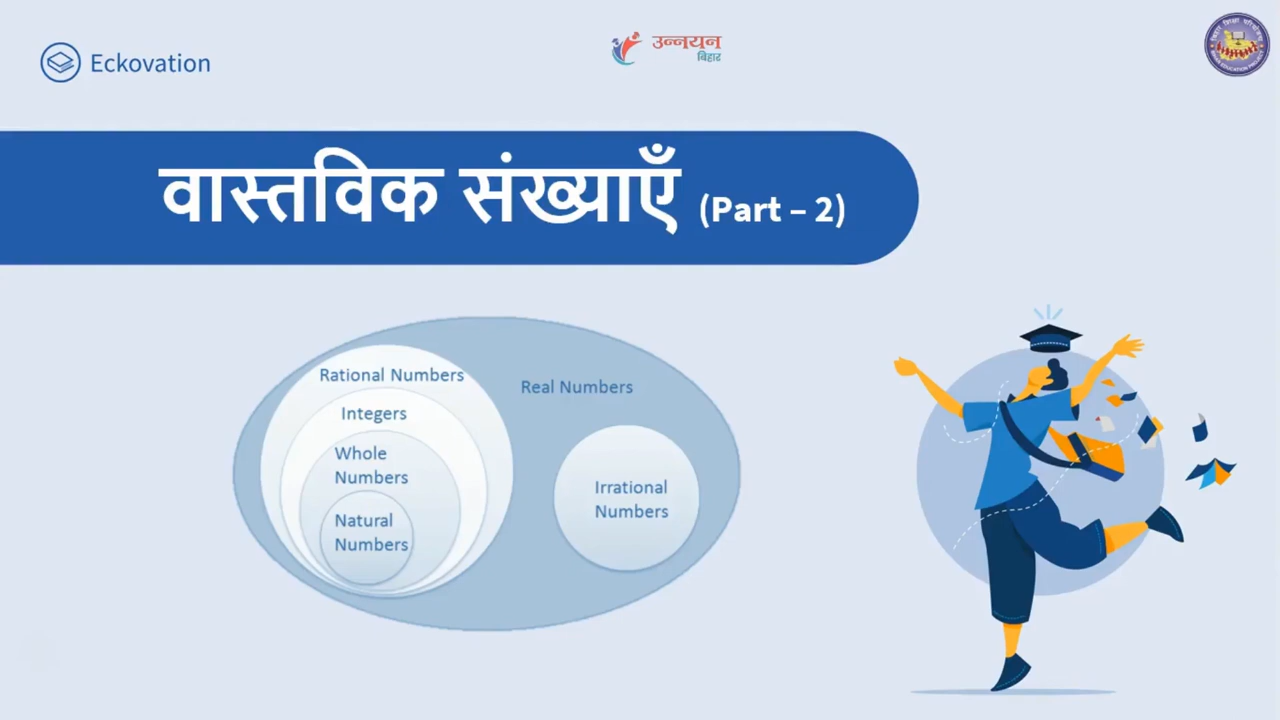 Eckovation
उन्नयन
बिहार
वास्तविक संख्याएँ (Part – 2)
Rational Numbers
Real Numbers
Integers
Whole
Numbers
Natural
Numbers
Irrational
Numbers